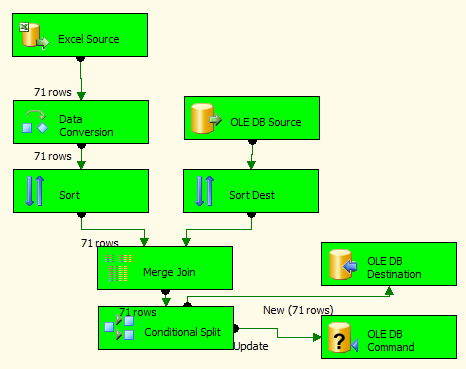 Excel Source
71 rows
Data
Conversion
OLE DB Source
71 rows
Sort
Sort Dest
71 rows
Merge Join
OLE DB
Destination
71 rows
New (71 rows)
Conditional Split
Update
?
OLE DB
Command